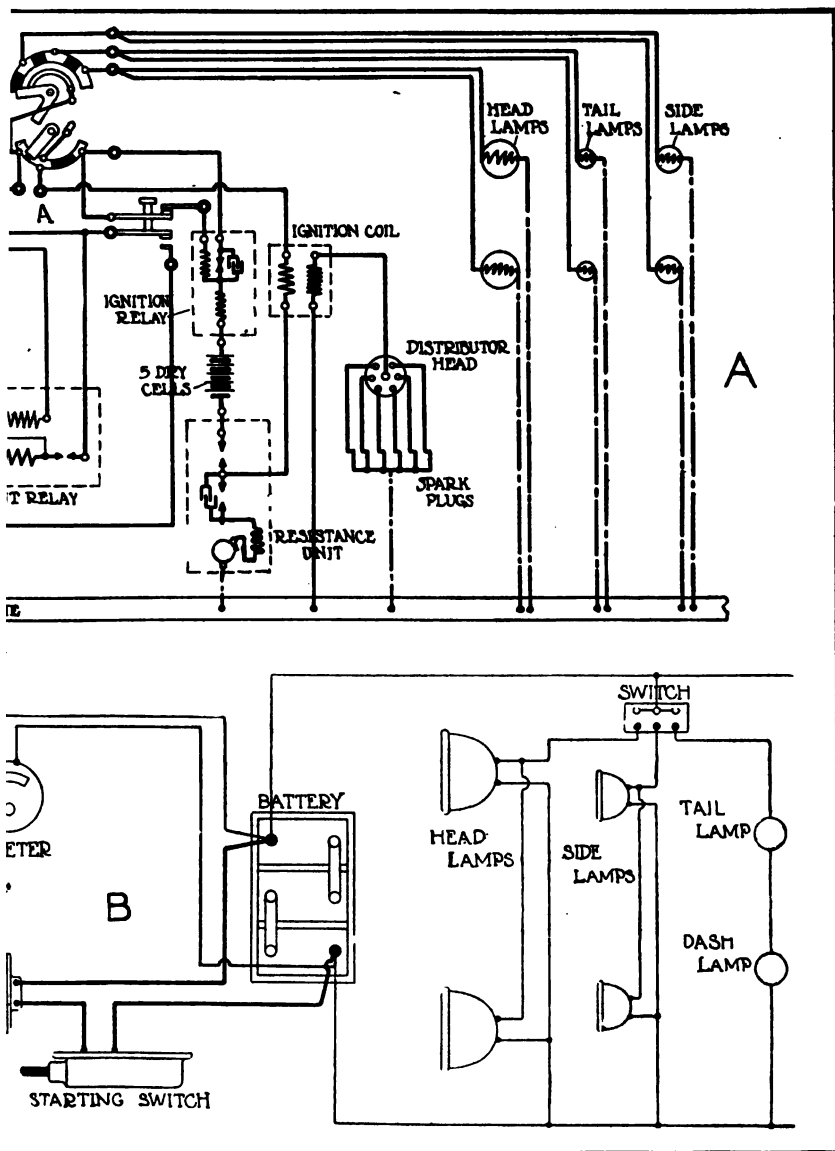 HEAD
LAMPS
TAIL
LAMPS
SIDE
LAMPS
A
IGNITION COIL
IGNITION
RELAY
DISTRIBUTOR
HEAD
5 DRY
CELLS
A
SPARK
PLUGS
T RELAY
RESISTANCE
UNIT
SWITCH
BATTERY
HEAD
LAMPS
SIDE
LAMPS
TAIL
LAMP
ETER
B
DASH
LAMP
STARTING SWITCH